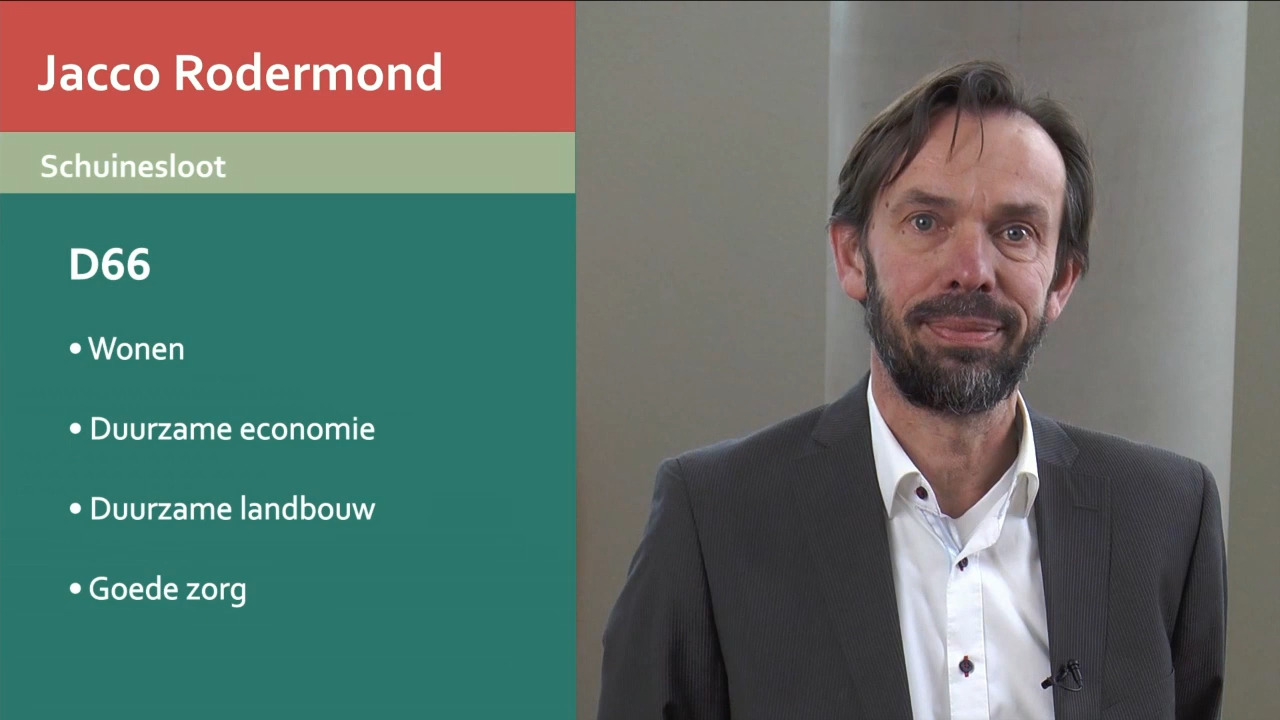 Jacco Rodermond
Schuinesloot
D66
• Wonen
• Duurzame economie
• Duurzame landbouw
• Goede zorg